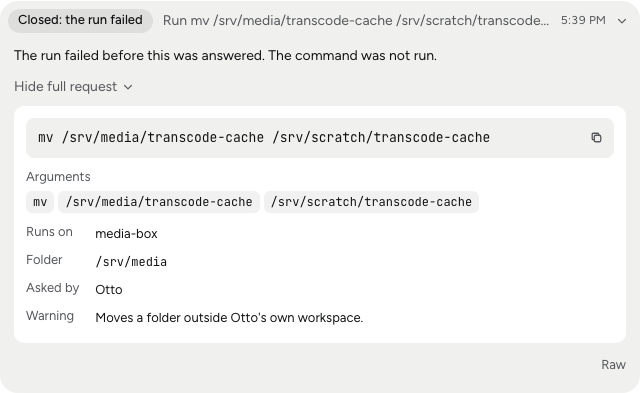 Closed: the run failed Run mv /srv/media/transcode-cache /srv/scratch/transcode... 5:39 PM
The run failed before this was answered. The command was not run.
Hide full request
mv /srv/media/transcode-cache /srv/scratch/transcode-cache
Arguments
mv /srv/media/transcode-cache /srv/scratch/transcode-cache
Runs on media-box
Folder /srv/media
Asked by Otto
Warning Moves a folder outside Otto's own workspace.
Raw